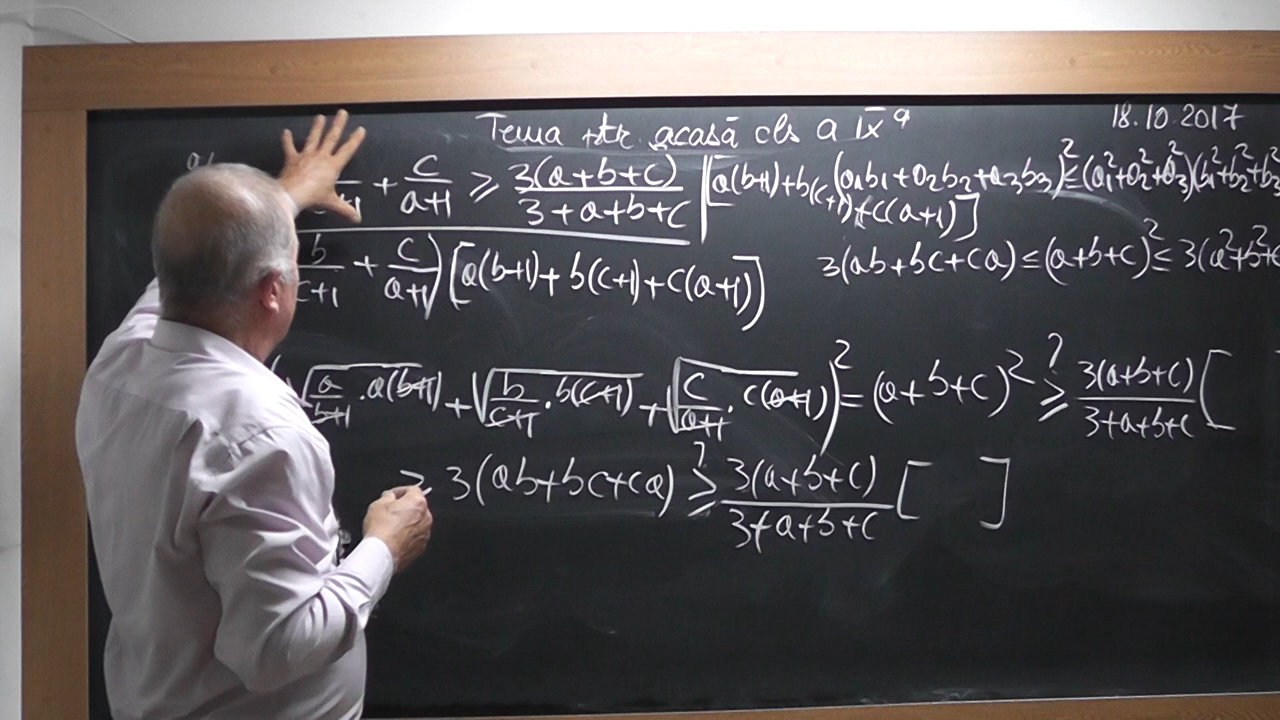 Tema ptr. acasă cls a IX a
18.10.2017
+ c/(a+1) ≥ 3(a+b+c)/(3+a+b+c) | [a(b+1)+b(c+1)+c(a+1)]
(a₁b₁+a₂b₂+a₃b₃)² ≤ (a₁²+a₂²+a₃²)(b₁²+b₂²+b₃²
b/(c+1) + c/(a+1)) [a(b+1)+b(c+1)+c(a+1)]
3(ab+bc+ca) ≤ (a+b+c)² ≤ 3(a²+b²+c
(√(a/(b+1) · a(b+1)) + √(b/(c+1) · b(c+1)) + √(c/(a+1) · c(a+1)))² = (a+b+c)² ≥? 3(a+b+c)/(3+a+b+c) [
≥ 3(ab+bc+ca) ≥? 3(a+b+c)/(3+a+b+c) [ ]